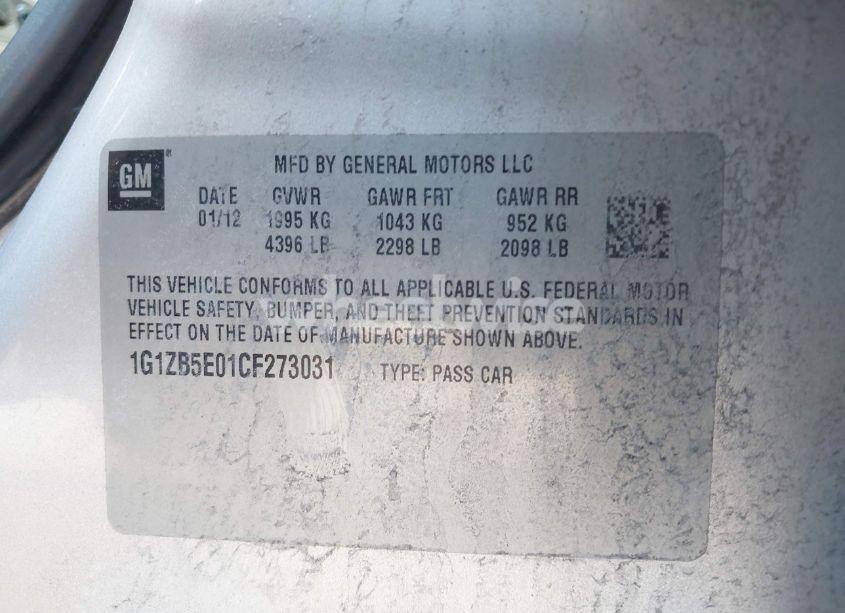 GM
MFD BY GENERAL MOTORS LLC
DATE GVWR GAWR FRT GAWR RR
01/12 1995 KG 1043 KG 952 KG
4396 LB 2298 LB 2098 LB
THIS VEHICLE CONFORMS TO ALL APPLICABLE U.S. FEDERAL MOTOR
VEHICLE SAFETY, BUMPER, AND THEFT PREVENTION STANDARDS IN
EFFECT ON THE DATE OF MANUFACTURE SHOWN ABOVE.
1G1ZB5E01CF273031 TYPE: PASS CAR